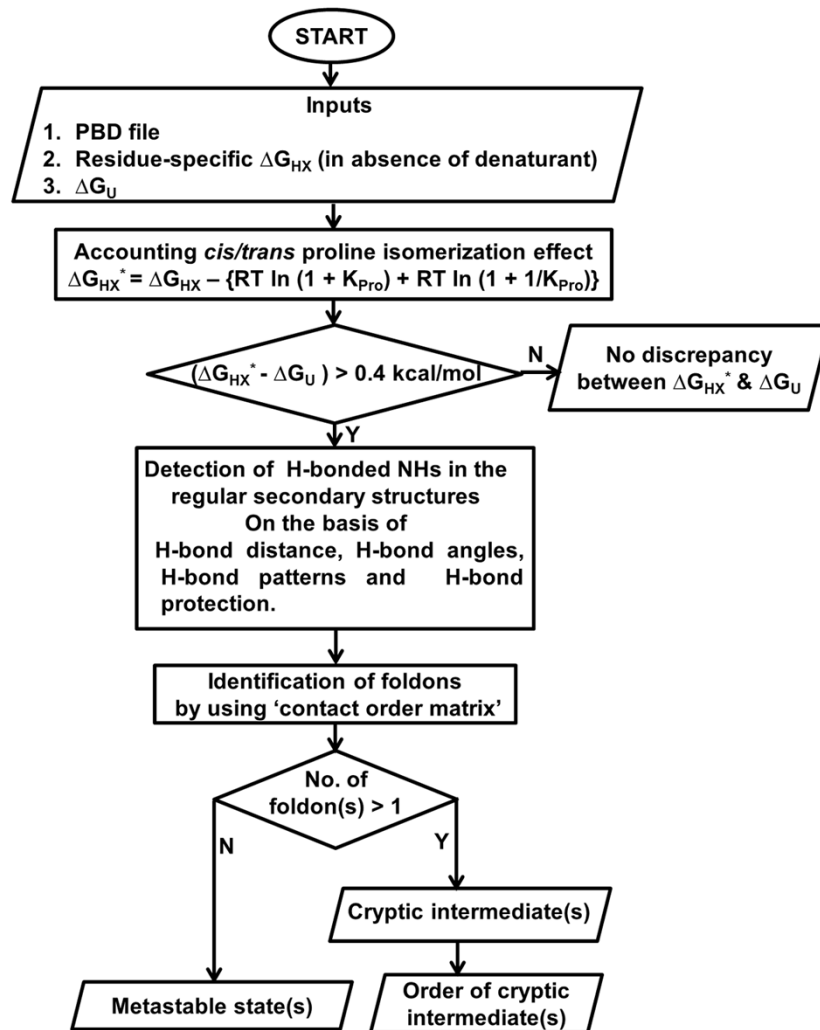 START
Inputs
1. PBD file
2. Residue-specific ΔG_HX (in absence of denaturant)
3. ΔG_U
Accounting cis/trans proline isomerization effect
ΔG_HX* = ΔG_HX – {RT ln (1 + K_Pro) + RT ln (1 + 1/K_Pro)}
(ΔG_HX* - ΔG_U ) > 0.4 kcal/mol
N
No discrepancy
between ΔG_HX* & ΔG_U
Y
Detection of H-bonded NHs in the
regular secondary structures
On the basis of
H-bond distance, H-bond angles,
H-bond patterns and H-bond
protection.
Identification of foldons
by using ‘contact order matrix’
No. of
foldon(s) > 1
N
Y
Cryptic intermediate(s)
Metastable state(s)
Order of cryptic
intermediate(s)